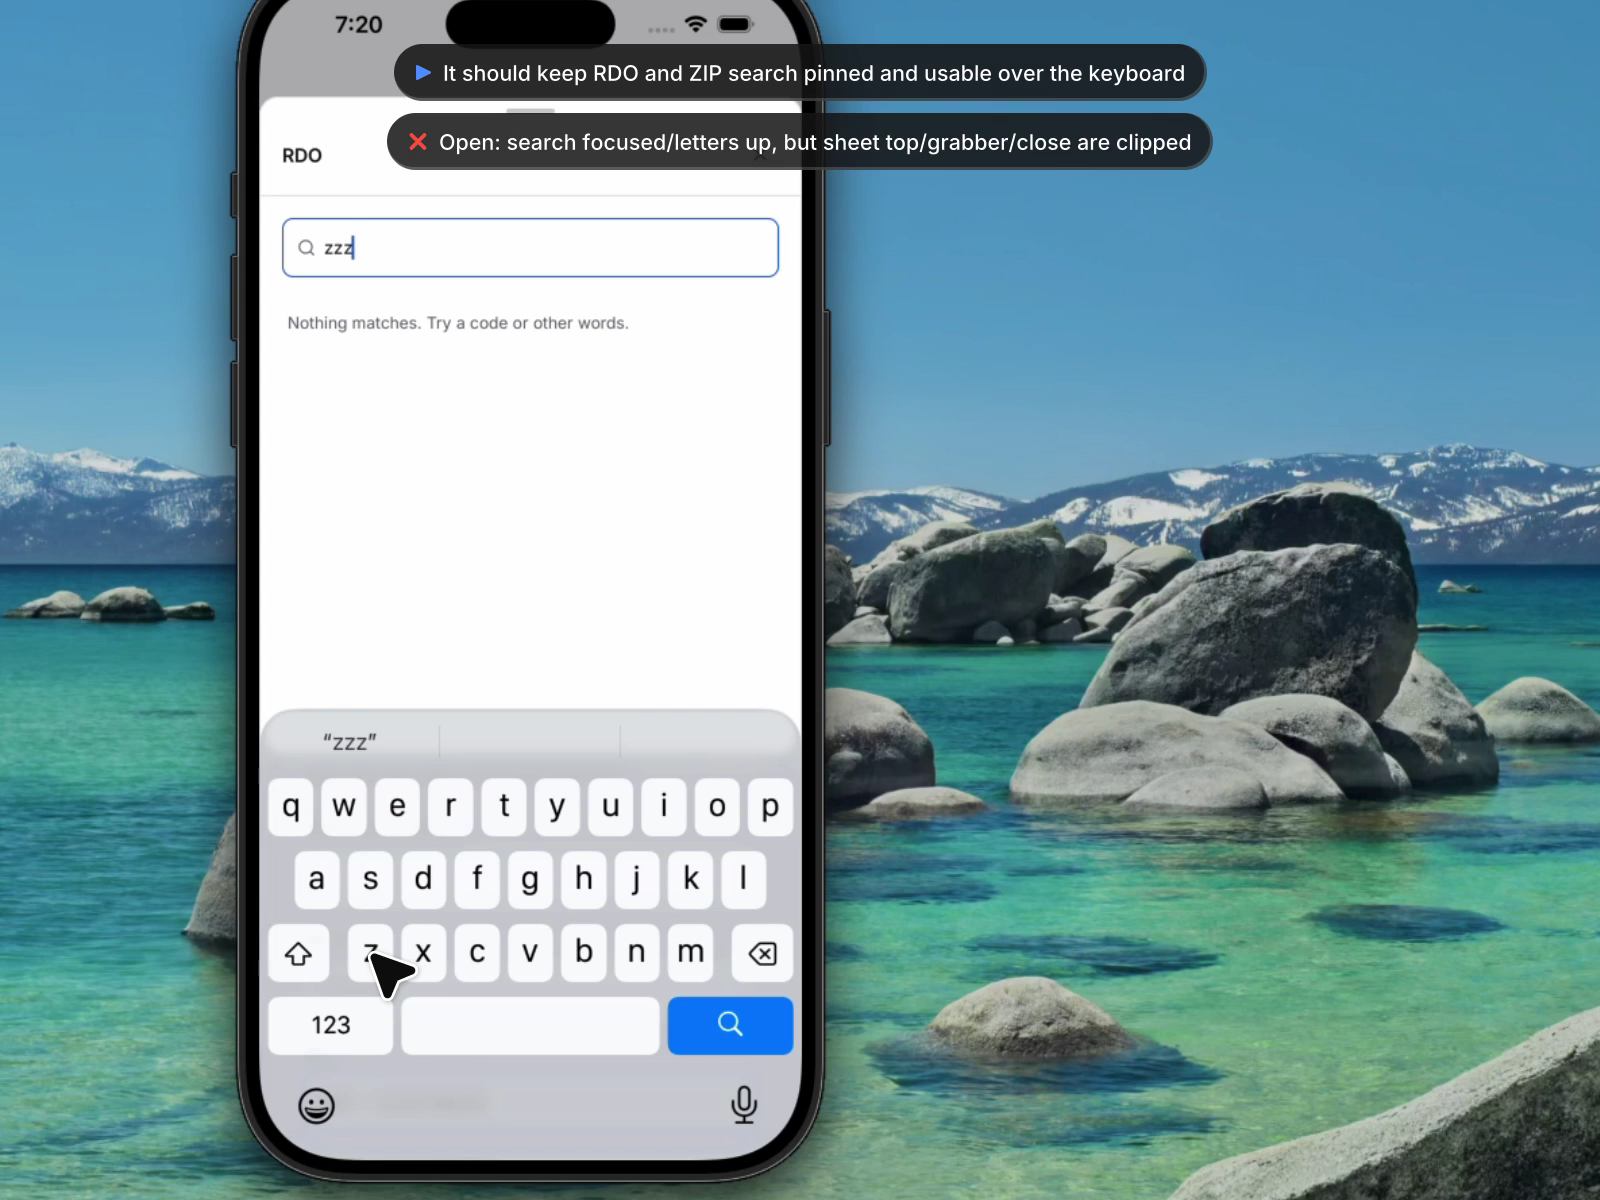 7:20
It should keep RDO and ZIP search pinned and usable over the keyboard
Open: search focused/letters up, but sheet top/grabber/close are clipped
RDO
zzz
Nothing matches. Try a code or other words.
“zzz”
q w e r t y u i o p
a s d f g h j k l
z x c v b n m
123